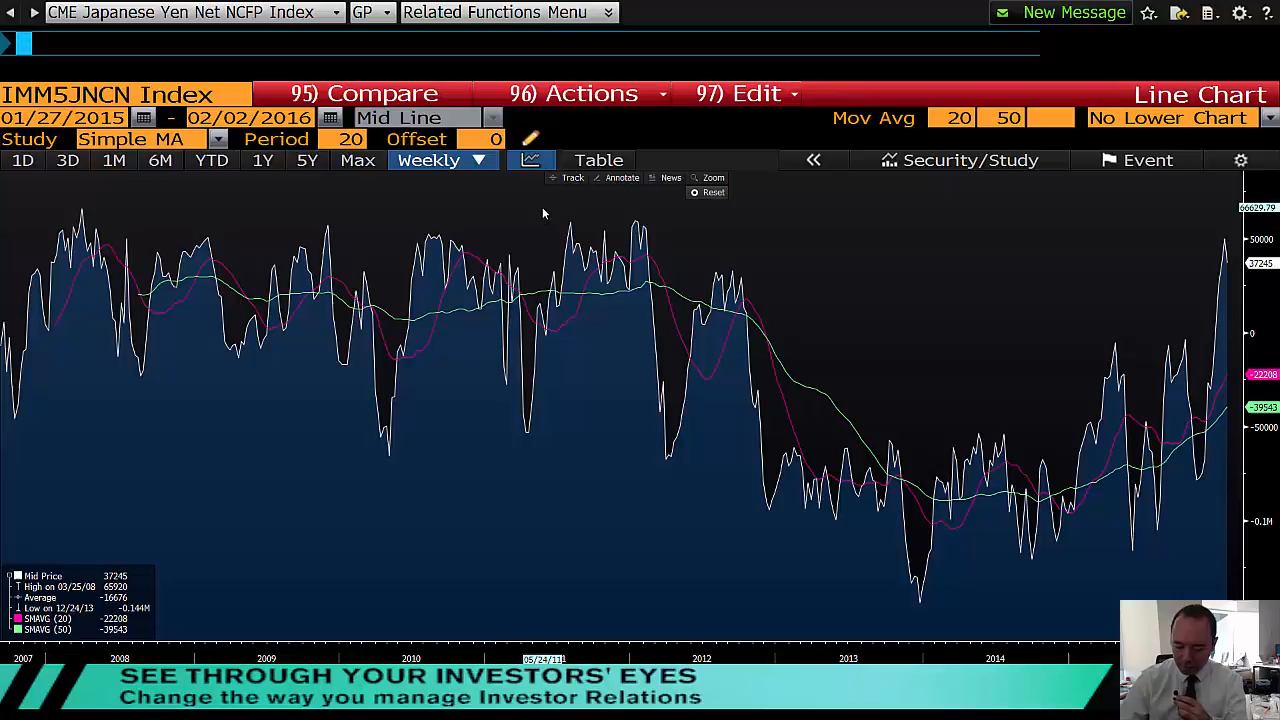 CME Japanese Yen Net NCFP Index GP Related Functions Menu New Message
IMM5JNCN Index 95) Compare 96) Actions 97) Edit Line Chart
01/27/2015 - 02/02/2016 Mid Line Mov Avg 20 50 No Lower Chart
Study Simple MA Period 20 Offset 0
1D 3D 1M 6M YTD 1Y 5Y Max Weekly Table Security/Study Event
Track Annotate News Zoom
Reset
66629.79
50000
37245
0
-22208
-39543
-50000
-0.1M
Mid Price 37245
High on 03/25/08 65920
Average -16676
Low on 12/24/13 -0.144M
SMAVG (20) -22208
SMAVG (50) -39543
2007 2008 2009 2010 05/24/11 2012 2013 2014
SEE THROUGH YOUR INVESTORS' EYES
Change the way you manage Investor Relations